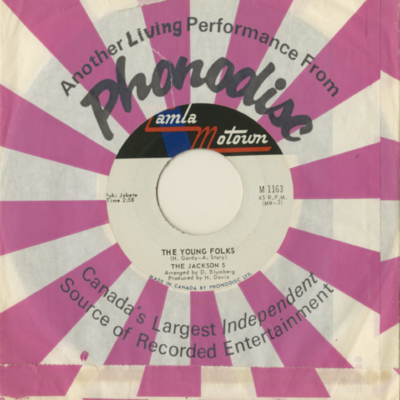 Another Living Performance From
Phonodisc
Tamla Motown
Pub: Jobete
Time 2:58
M 1163
45 R.P.M.
THE YOUNG FOLKS
(H. Gordy-A. Story)
THE JACKSON 5
Arranged by D. Blumberg
Produced by H. Davis
MADE IN CANADA BY PHONODISC LTD.
Canada's Largest Independent
Source of Recorded Entertainment